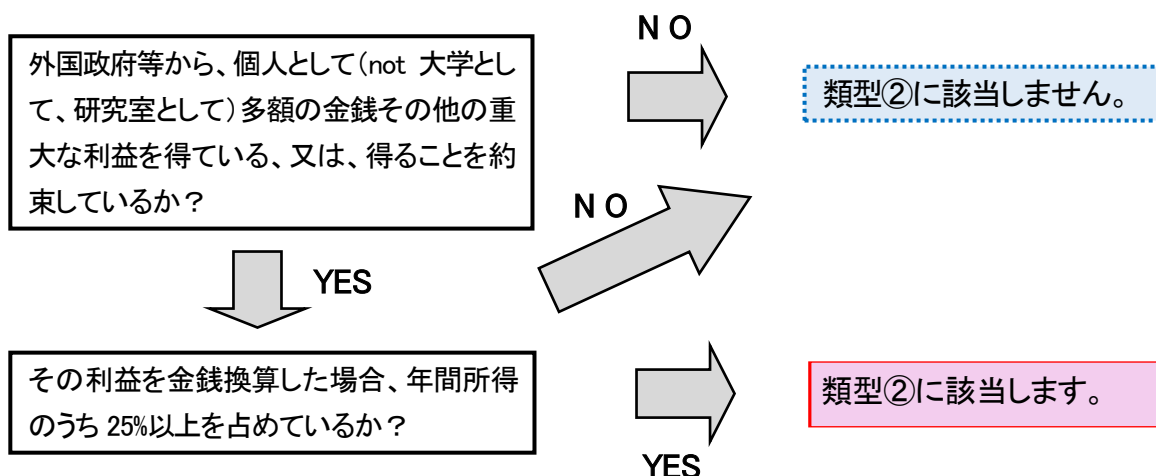 NO
外国政府等から、個人として（not 大学とし
て、研究室として）多額の金銭その他の重
大な利益を得ている、又は、得ることを約
束しているか？
類型②に該当しません。
NO
YES
その利益を金銭換算した場合、年間所得
のうち 25%以上を占めているか？
類型②に該当します。
YES